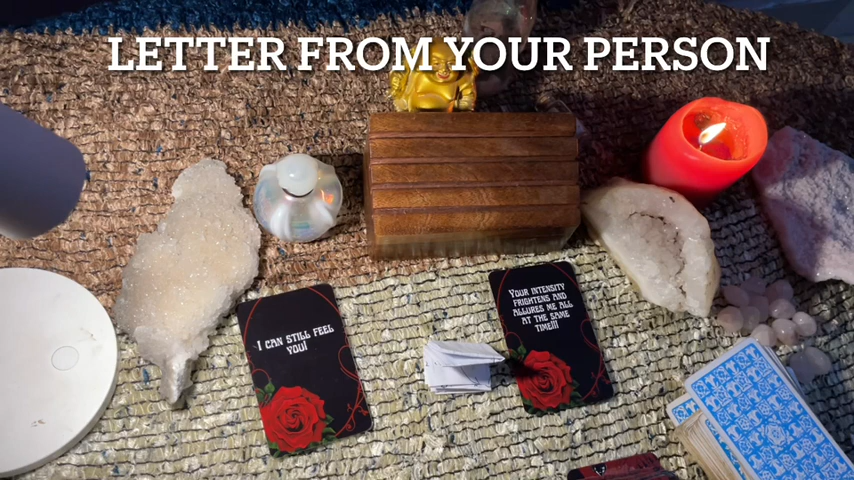 LETTER FROM YOUR PERSON
I CAN STILL FEEL
YOU!
YOUR INTENSITY
FRIGHTENS AND
ALLURES ME ALL
AT THE SAME
TIME!!!